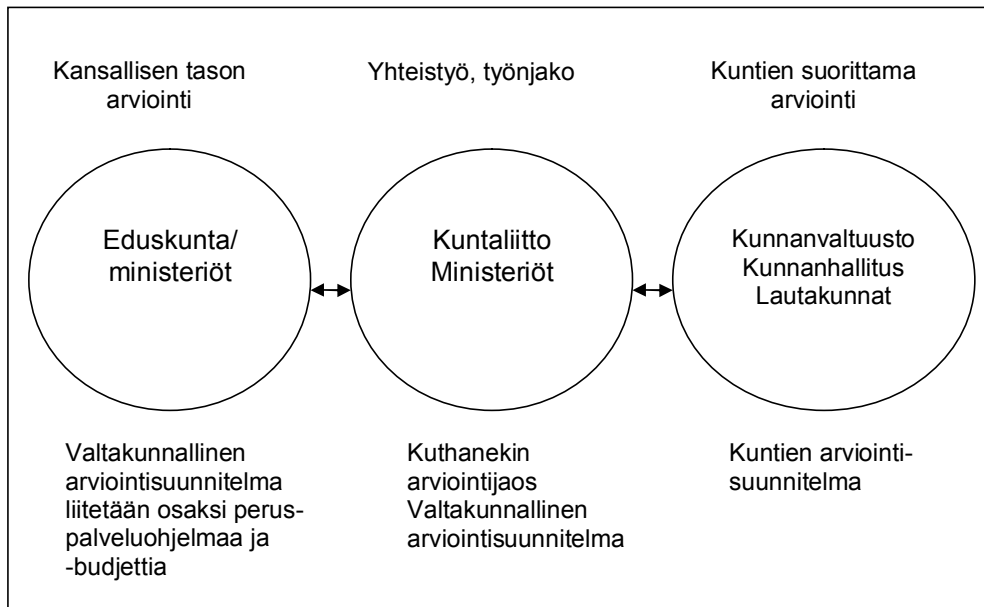 Kansallisen tason
arviointi
Yhteistyö, työnjako
Kuntien suorittama
arviointi
Eduskunta/
ministeriöt
Kuntaliitto
Ministeriöt
Kunnanvaltuusto
Kunnanhallitus
Lautakunnat
Valtakunnallinen
arviointisuunnitelma
liitetään osaksi perus-
palveluohjelmaa ja
-budjettia
Kuthanekin
arviointijaos
Valtakunnallinen
arviointisuunnitelma
Kuntien arviointi-
suunnitelma